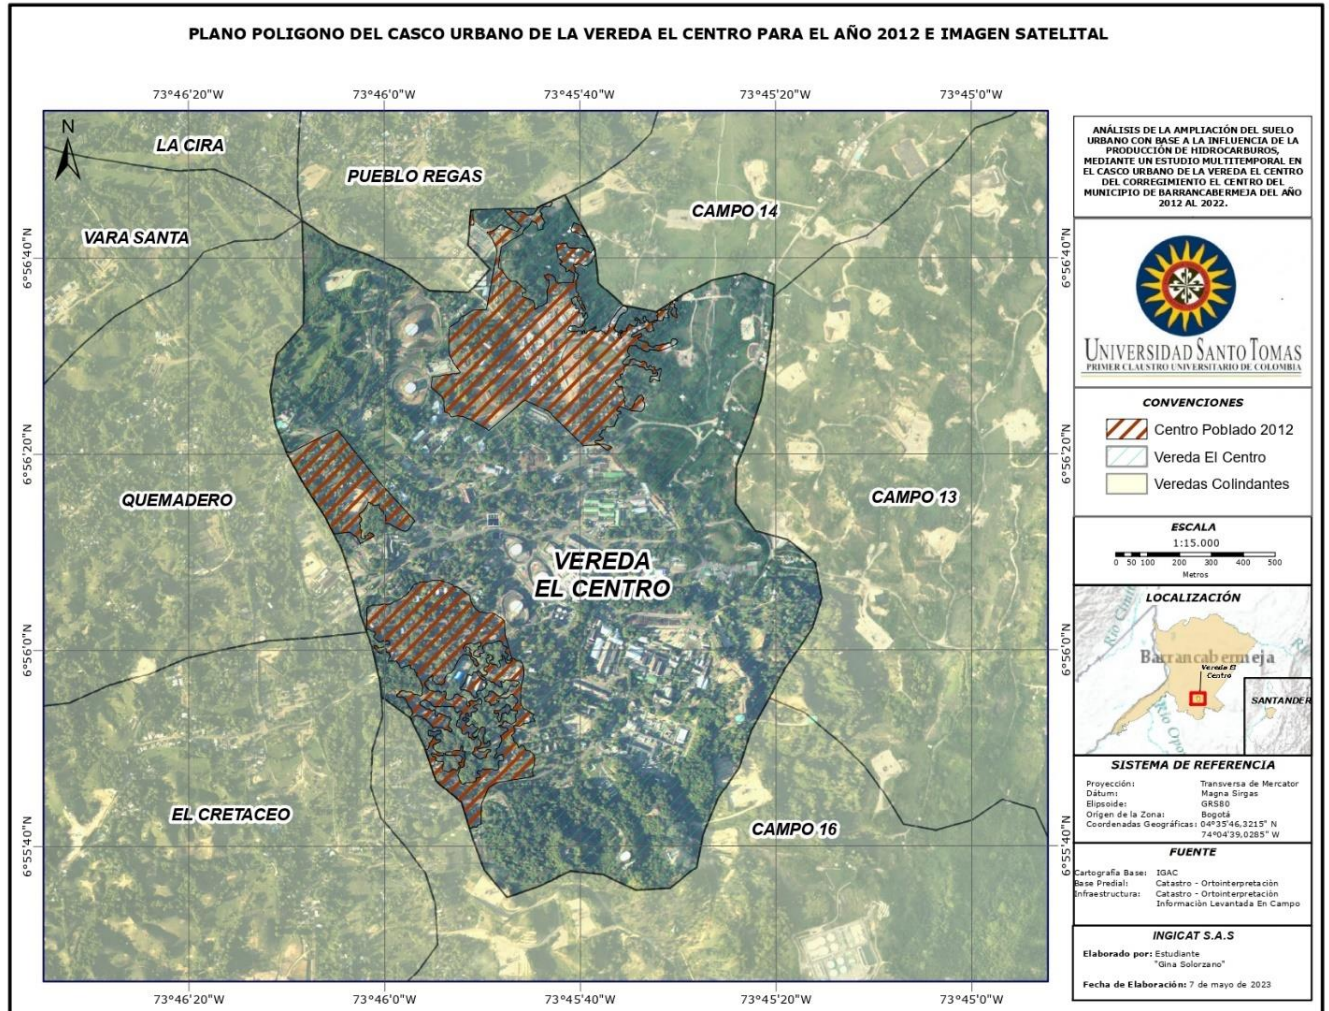 PLANO POLIGONO DEL CASCO URBANO DE LA VEREDA EL CENTRO PARA EL AÑO 2012 E IMAGEN SATELITAL
73°46'20"W 73°46'0"W 73°45'40"W 73°45'20"W 73°45'0"W
N
LA CIRA
PUEBLO REGAS
CAMPO 14
VARA SANTA
6°56'40"N
6°56'40"N
6°56'20"N
6°56'20"N
QUEMADERO
CAMPO 13
VEREDA
EL CENTRO
6°56'0"N
6°56'0"N
EL CRETACEO
CAMPO 16
6°55'40"N
6°55'40"N
73°46'20"W 73°46'0"W 73°45'40"W 73°45'20"W 73°45'0"W
ANÁLISIS DE LA AMPLIACIÓN DEL SUELO
URBANO CON BASE A LA INFLUENCIA DE LA
PRODUCCIÓN DE HIDROCARBUROS,
MEDIANTE UN ESTUDIO MULTITEMPORAL EN
EL CASCO URBANO DE LA VEREDA EL CENTRO
DEL CORREGIMIENTO EL CENTRO DEL
MUNICIPIO DE BARRANCABERMEJA DEL AÑO
2012 AL 2022.
UNIVERSIDAD SANTO TOMAS
PRIMER CLAUSTRO UNIVERSITARIO DE COLOMBIA
CONVENCIONES
Centro Poblado 2012
Vereda El Centro
Veredas Colindantes
ESCALA
1:15.000
0 50 100 200 300 400 500
Metros
LOCALIZACIÓN
Barrancabermeja
Vereda El
Centro
SANTANDER
SISTEMA DE REFERENCIA
Proyección: Transversa de Mercator
Dátum: Magna Sirgas
Elipsoide: GRS80
Orígen de la Zona: Bogotá
Coordenadas Geográficas: 04°35'46,3215" N
74°04'39,0285" W
FUENTE
Cartografía Base: IGAC
Base Predial: Catastro - Ortointerpretación
Infraestructura: Catastro - Ortointerpretación
Información Levantada En Campo
INGICAT S.A.S
Elaborado por: Estudiante
"Gina Solorzano"
Fecha de Elaboración: 7 de mayo de 2023